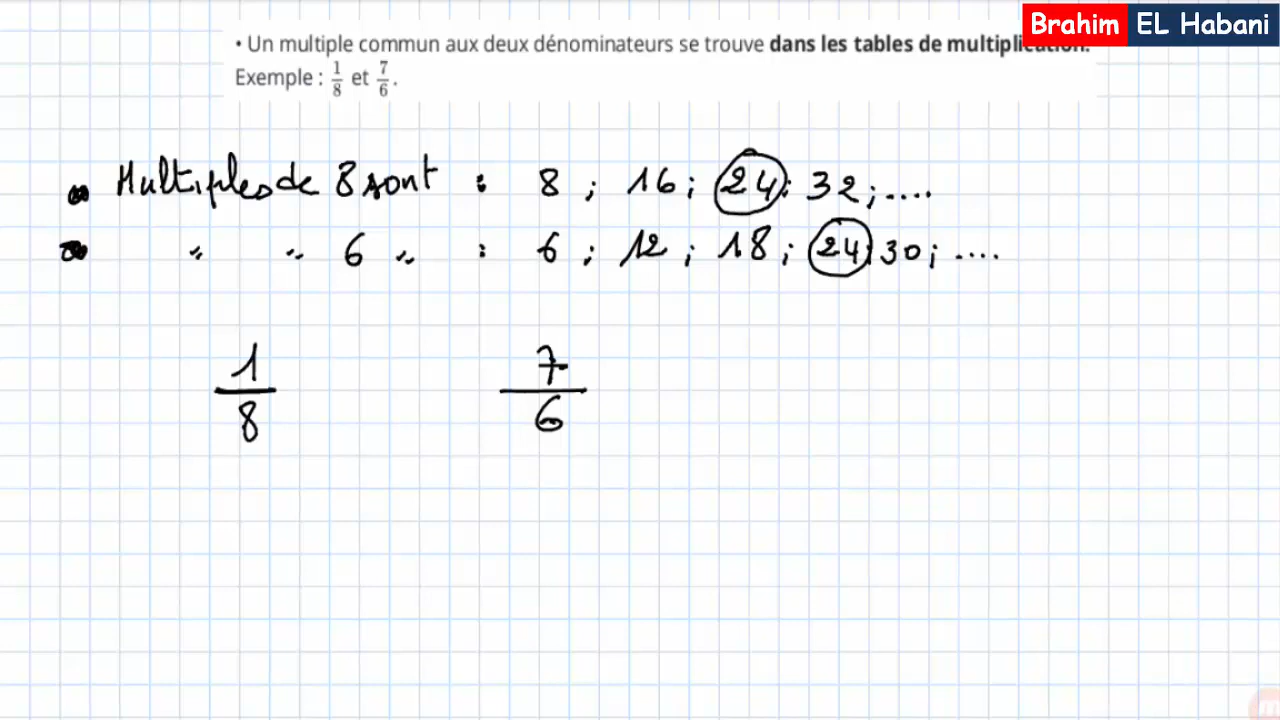 Brahim EL Habani
• Un multiple commun aux deux dénominateurs se trouve dans les tables de multiplication.
Exemple : 1/8 et 7/6.
Multiples de 8 sont : 8 ; 16 ; 24 ; 32 ; ....
" " 6 " : 6 ; 12 ; 18 ; 24 ; 30 ; ....
1/8 7/6